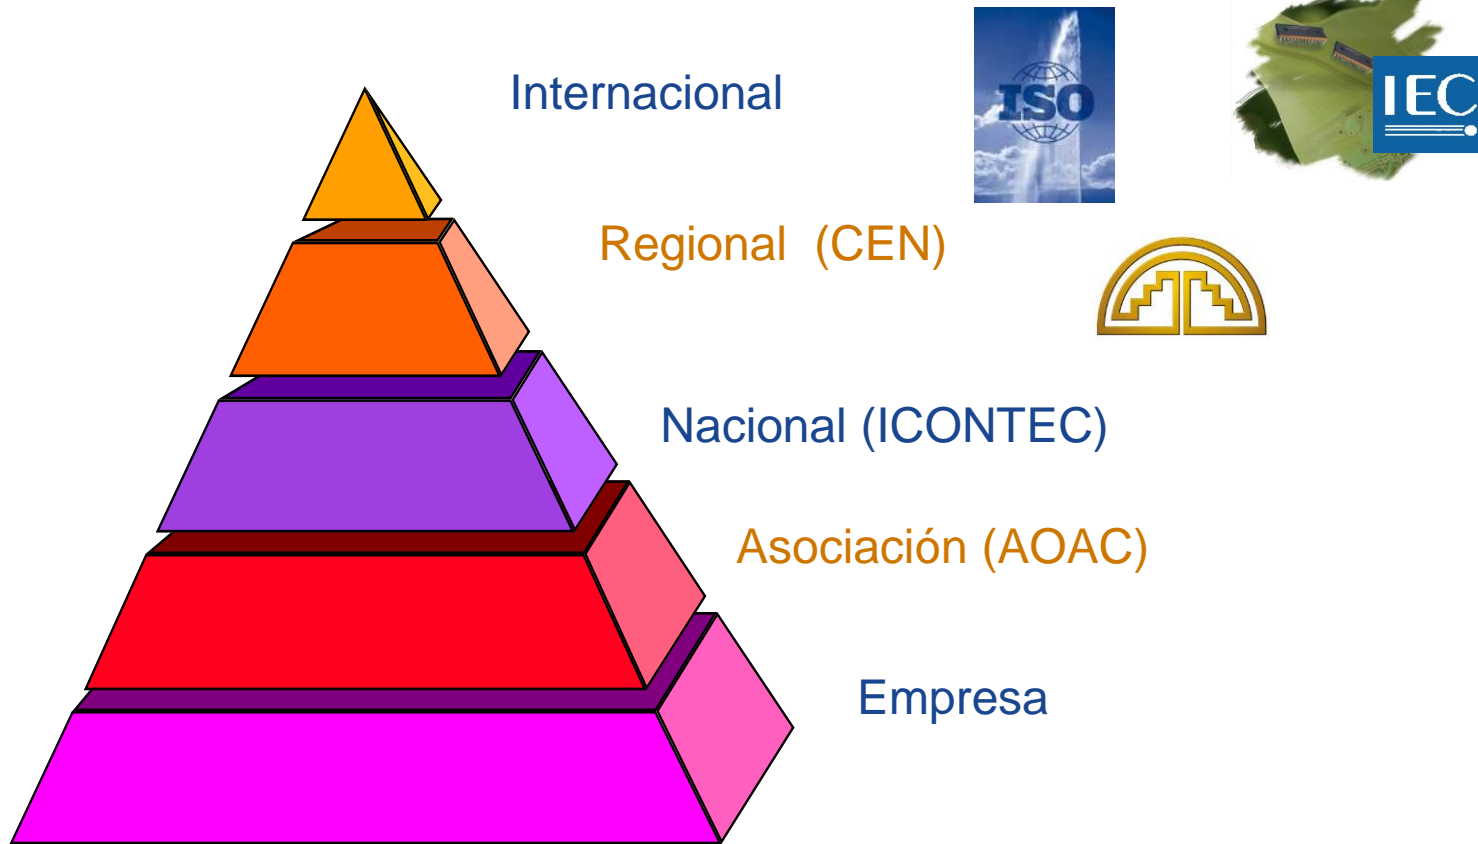 Internacional
ISO
IEC
Regional (CEN)
Nacional (ICONTEC)
Asociación (AOAC)
Empresa